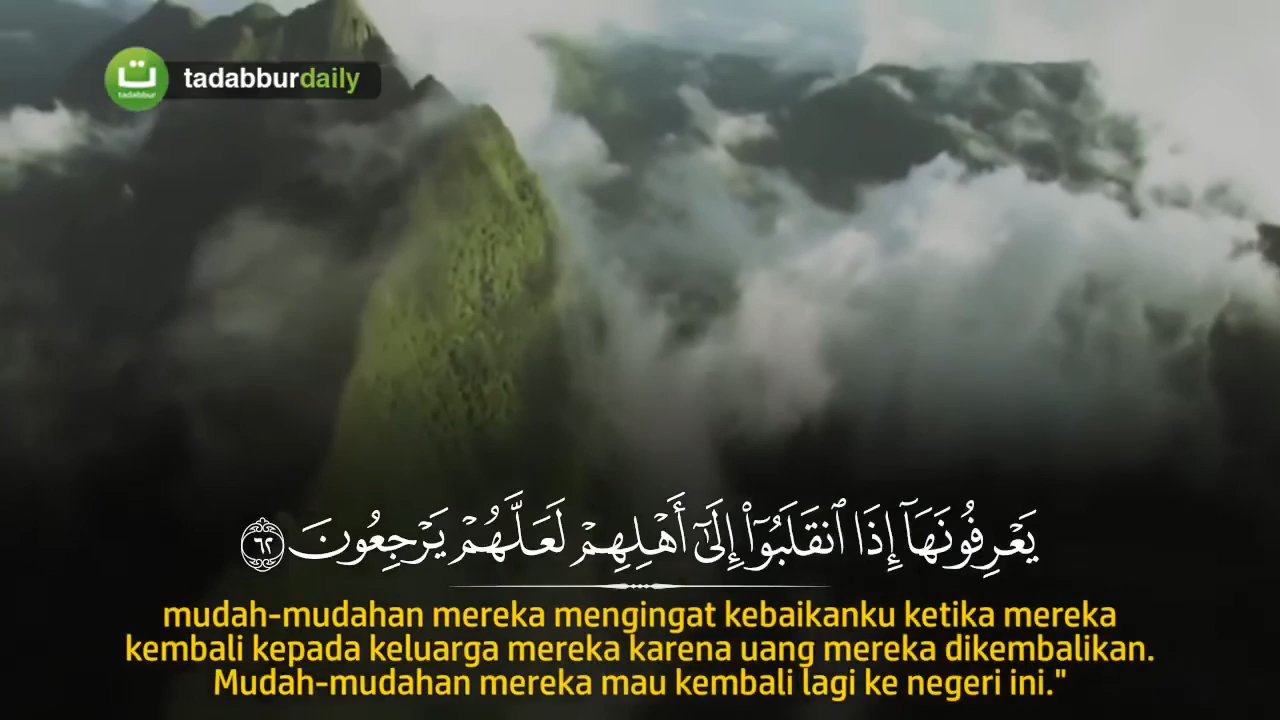 ت
tadabbur
tadabburdaily
يَعْرِفُونَهَآ إِذَا ٱنقَلَبُوٓا۟ إِلَىٰٓ أَهْلِهِمْ لَعَلَّهُمْ يَرْجِعُونَ ٦٢
mudah-mudahan mereka mengingat kebaikanku ketika mereka
kembali kepada keluarga mereka karena uang mereka dikembalikan.
Mudah-mudahan mereka mau kembali lagi ke negeri ini."